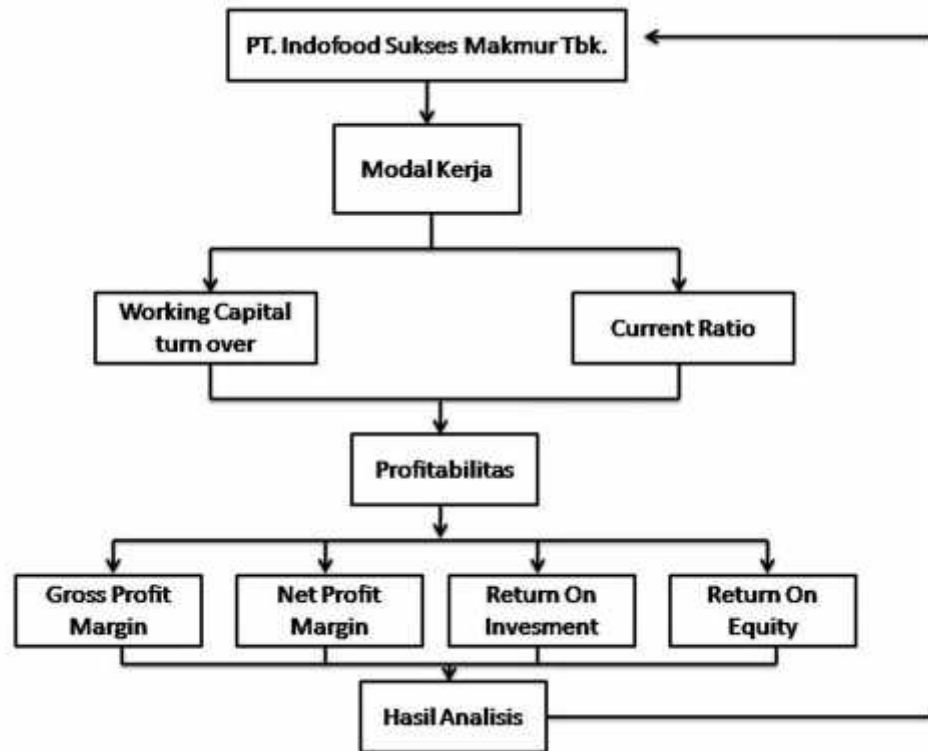 PT. Indofood Sukses Makmur Tbk.
Modal Kerja
Working Capital
turn over
Current Ratio
Profitabilitas
Gross Profit
Margin
Net Profit
Margin
Return On
Invesment
Return On
Equity
Hasil Analisis